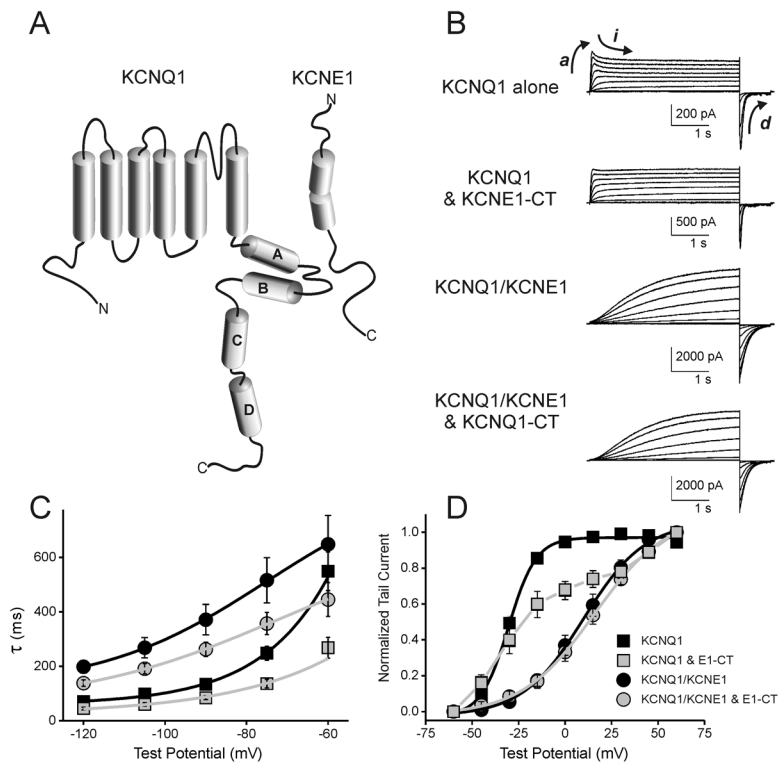 A
KCNQ1
KCNE1
N
A
B
C
D
N
C
C
B
a
i
d
KCNQ1 alone
200 pA
1 s
KCNQ1
& KCNE1-CT
500 pA
1 s
KCNQ1/KCNE1
2000 pA
1 s
KCNQ1/KCNE1
& KCNQ1-CT
2000 pA
1 s
C
600
400
200
0
τ (ms)
-120
-100
-80
-60
Test Potential (mV)
D
1.0
0.8
0.6
0.4
0.2
0.0
Normalized Tail Current
KCNQ1
KCNQ1 & E1-CT
KCNQ1/KCNE1
KCNQ1/KCNE1 & E1-CT
-75
-50
-25
0
25
50
75
Test Potential (mV)